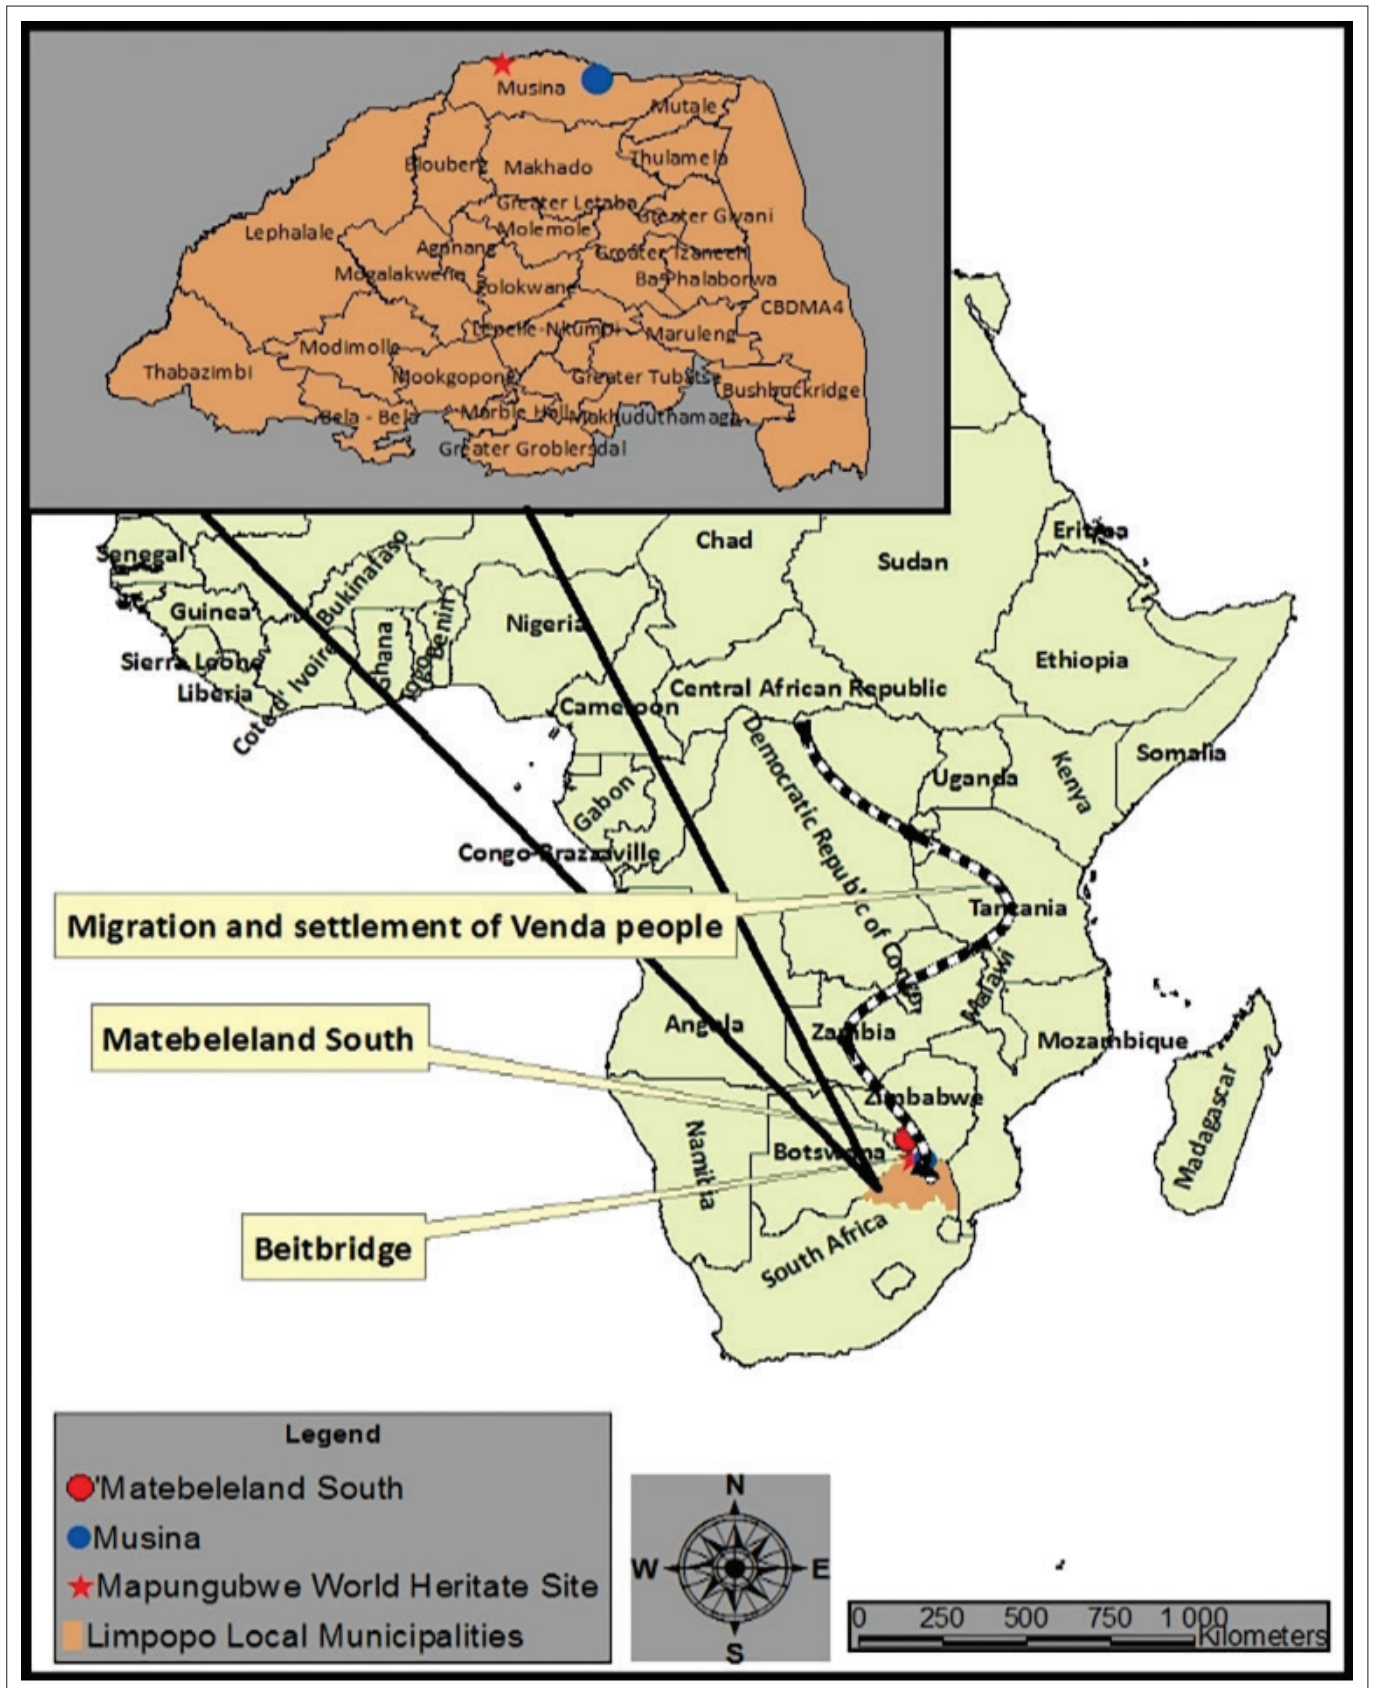 Musina
Mutale
Blouberg
Makhado
Thulamela
Greater Letaba
Greater Giyani
Lephalale
Molemole
Aganang
Greater Tzaneen
Mogalakwena
Polokwane
Ba-Phalaborwa
CBDMA4
Lepelle-Nkumpi
Maruleng
Modimolle
Thabazimbi
Mookgopong
Greater Tubatse
Bushbuckridge
Bela - Bela
Marble Hall
Makhuduthamaga
Greater Groblersdal
Senegal
Bukinafaso
Chad
Sudan
Eritrea
Guinea
Ghana
Togo
Benin
Nigeria
Sierra Leone
Liberia
Cote d' Ivoire
Ethiopia
Central African Republic
Cameroon
Democratic Republic of Congo
Uganda
Kenya
Somalia
Gabon
Congo-Brazzaville
Tanzania
Migration and settlement of Venda people
Malawi
Matebeleland South
Angola
Zambia
Mozambique
Zimbabwe
Madagascar
Namibia
Botswana
Beitbridge
South Africa
Legend
'Matebeleland South
Musina
Mapungubwe World Heritate Site
Limpopo Local Municipalities
N
W E
S
0 250 500 750 1 000
Kilometers